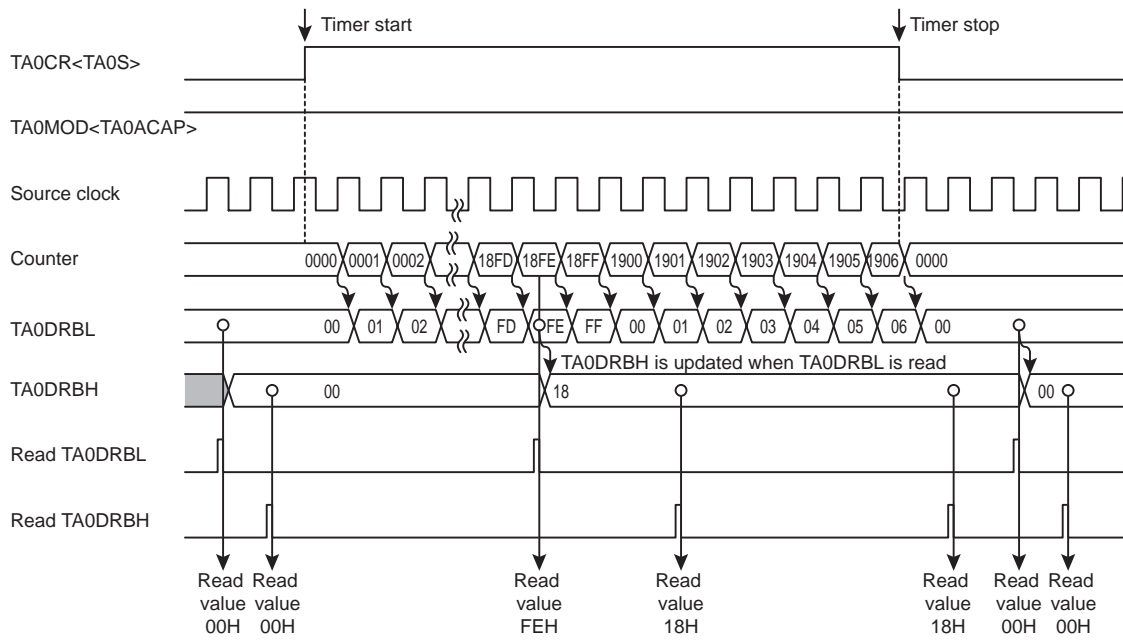 Timer start
Timer stop
TA0CR<TA0S>
TA0MOD<TA0ACAP>
Source clock
Counter
0000 0001 0002 18FD 18FE 18FF 1900 1901 1902 1903 1904 1905 1906 0000
TA0DRBL
00 01 02 FD FE FF 00 01 02 03 04 05 06 00
TA0DRBH is updated when TA0DRBL is read
TA0DRBH
00 18 00
Read TA0DRBL
Read TA0DRBH
Read value 00H
Read value 00H
Read value FEH
Read value 18H
Read value 18H
Read value 00H
Read value 00H